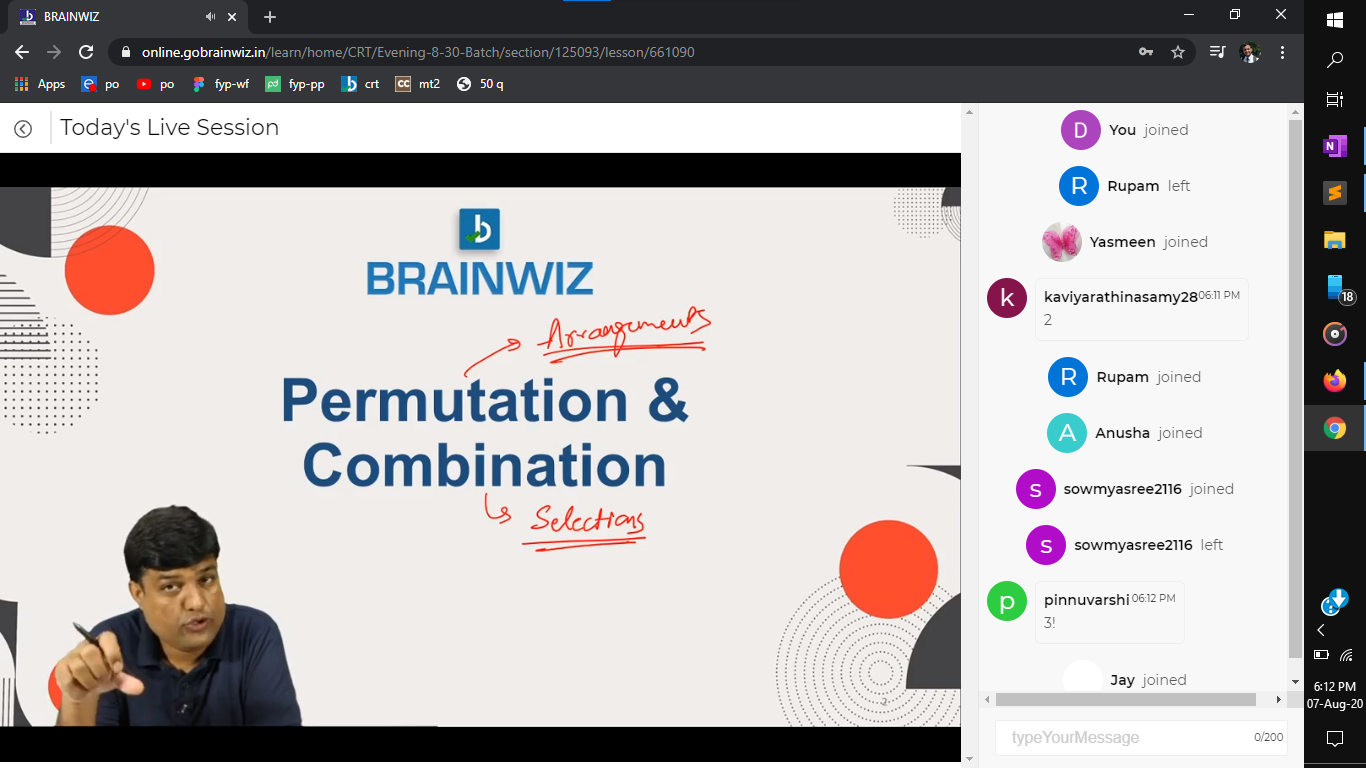 BRAINWIZ
online.gobrainwiz.in/learn/home/CRT/Evening-8-30-Batch/section/125093/lesson/661090
Apps po po fyp-wf fyp-pp crt mt2 50 q
Today's Live Session
b
BRAINWIZ
Arrangements
Permutation &
Combination
Selections
2
D You joined
R Rupam left
Yasmeen joined
k kaviyarathinasamy28 06:11 PM
2
R Rupam joined
A Anusha joined
s sowmyasree2116 joined
s sowmyasree2116 left
p pinnuvarshi 06:12 PM
3!
Jay joined
typeYourMessage 0/200
N
18
6:12 PM
07-Aug-20